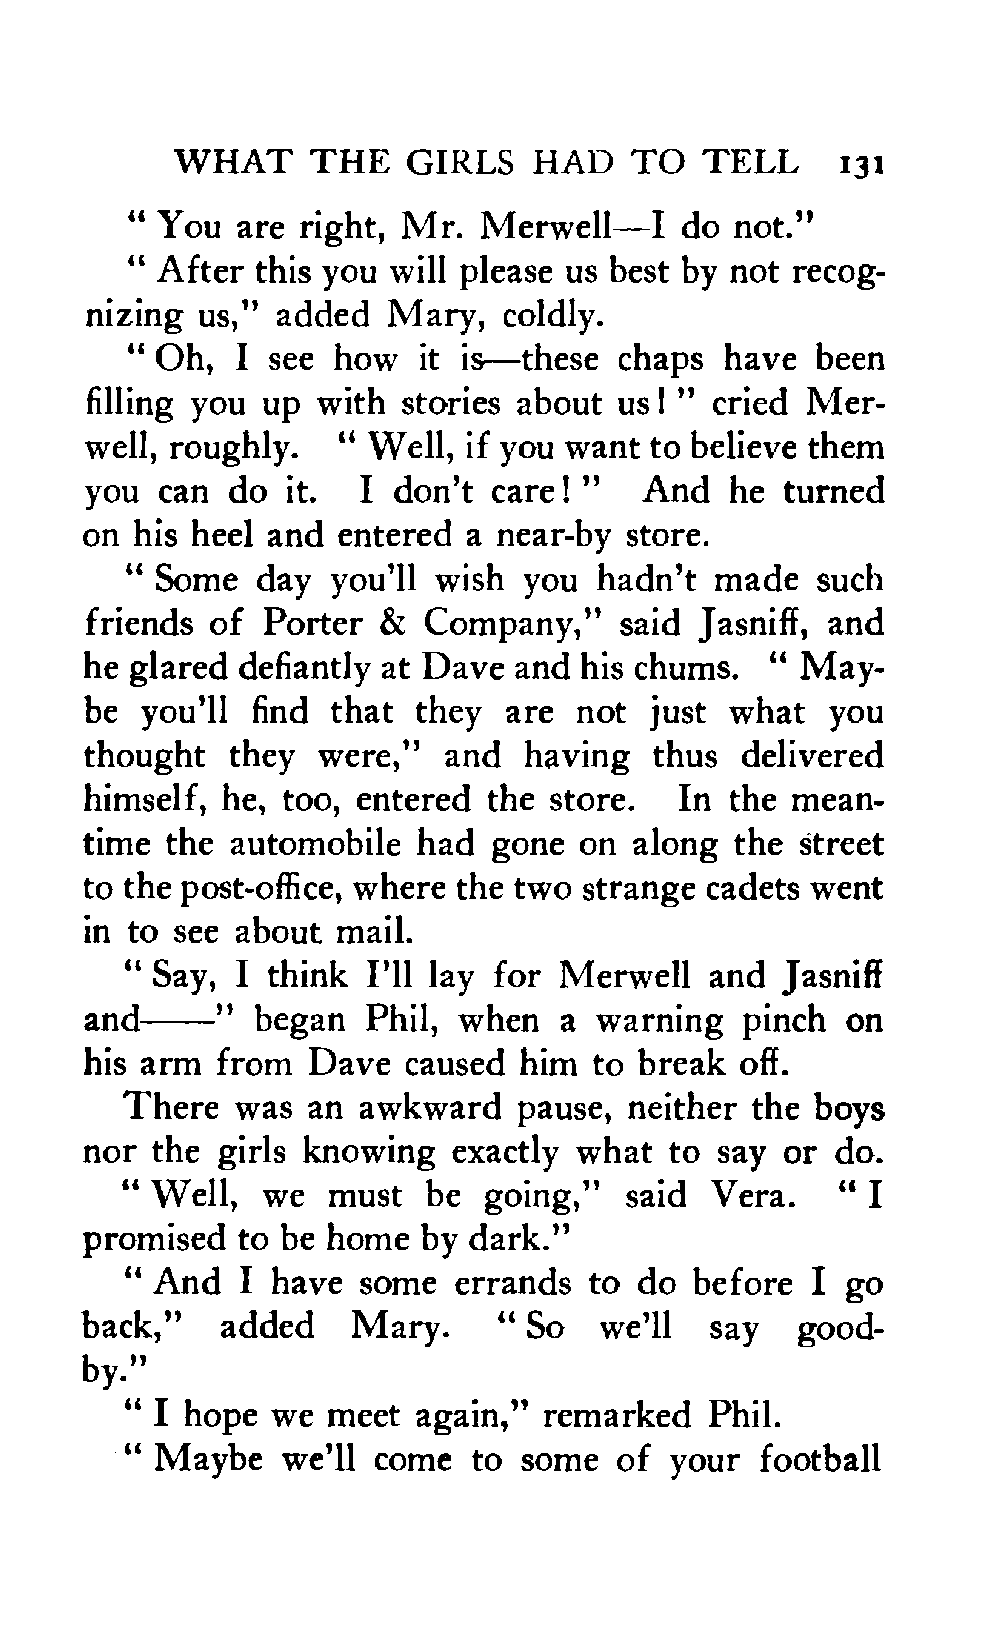 WHAT THE GIRLS HAD TO TELL 131
" You are right, Mr. Merwell—I do not."
" After this you will please us best by not recog-
nizing us," added Mary, coldly.
" Oh, I see how it is—these chaps have been
filling you up with stories about us! " cried Mer-
well, roughly. " Well, if you want to believe them
you can do it. I don't care! " And he turned
on his heel and entered a near-by store.
" Some day you'll wish you hadn't made such
friends of Porter & Company," said Jasniff, and
he glared defiantly at Dave and his chums. " May-
be you'll find that they are not just what you
thought they were," and having thus delivered
himself, he, too, entered the store. In the mean-
time the automobile had gone on along the street
to the post-office, where the two strange cadets went
in to see about mail.
" Say, I think I'll lay for Merwell and Jasniff
and——" began Phil, when a warning pinch on
his arm from Dave caused him to break off.
There was an awkward pause, neither the boys
nor the girls knowing exactly what to say or do.
" Well, we must be going," said Vera. " I
promised to be home by dark."
" And I have some errands to do before I go
back," added Mary. " So we'll say good-
by."
" I hope we meet again," remarked Phil.
" Maybe we'll come to some of your football